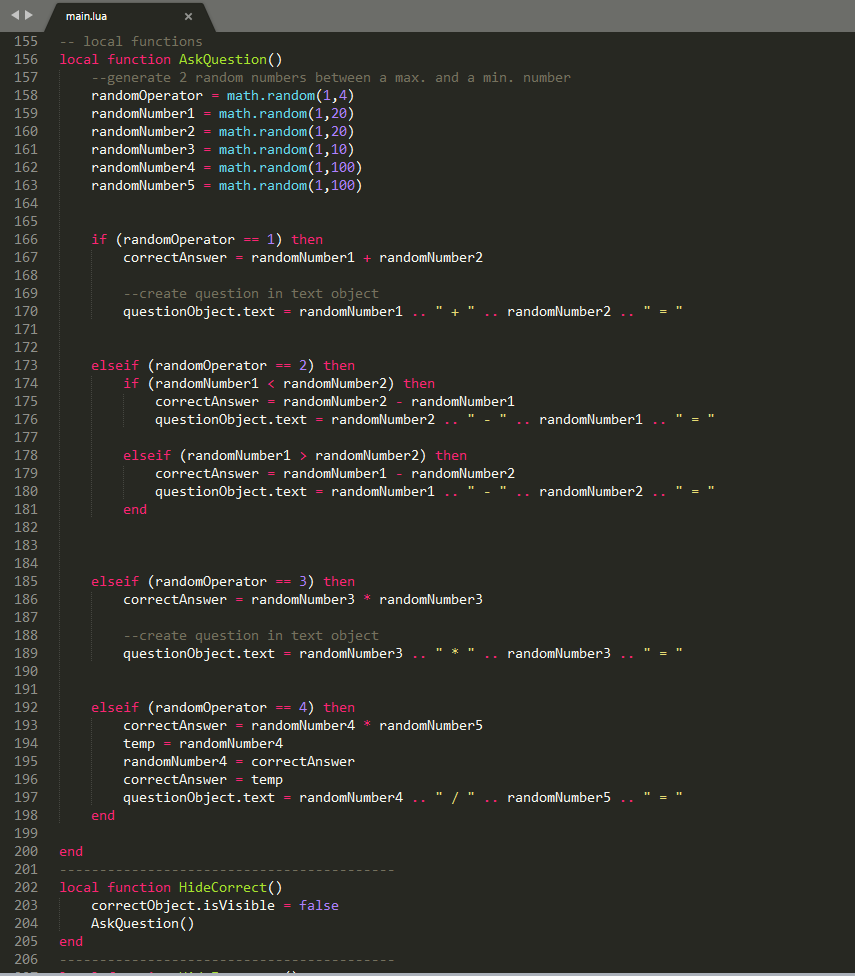 main.lua ×
155 -- local functions
156 local function AskQuestion()
157     --generate 2 random numbers between a max. and a min. number
158     randomOperator = math.random(1,4)
159     randomNumber1 = math.random(1,20)
160     randomNumber2 = math.random(1,20)
161     randomNumber3 = math.random(1,10)
162     randomNumber4 = math.random(1,100)
163     randomNumber5 = math.random(1,100)
164
165
166     if (randomOperator == 1) then
167         correctAnswer = randomNumber1 + randomNumber2
168
169         --create question in text object
170         questionObject.text = randomNumber1 .. " + " .. randomNumber2 .. " = "
171
172
173     elseif (randomOperator == 2) then
174         if (randomNumber1 < randomNumber2) then
175             correctAnswer = randomNumber2 - randomNumber1
176             questionObject.text = randomNumber2 .. " - " .. randomNumber1 .. " = "
177
178         elseif (randomNumber1 > randomNumber2) then
179             correctAnswer = randomNumber1 - randomNumber2
180             questionObject.text = randomNumber1 .. " - " .. randomNumber2 .. " = "
181         end
182
183
184
185     elseif (randomOperator == 3) then
186         correctAnswer = randomNumber3 * randomNumber3
187
188         --create question in text object
189         questionObject.text = randomNumber3 .. " * " .. randomNumber3 .. " = "
190
191
192     elseif (randomOperator == 4) then
193         correctAnswer = randomNumber4 * randomNumber5
194         temp = randomNumber4
195         randomNumber4 = correctAnswer
196         correctAnswer = temp
197         questionObject.text = randomNumber4 .. " / " .. randomNumber5 .. " = "
198     end
199
200 end
201 ------------------------------------------
202 local function HideCorrect()
203     correctObject.isVisible = false
204     AskQuestion()
205 end
206 ------------------------------------------